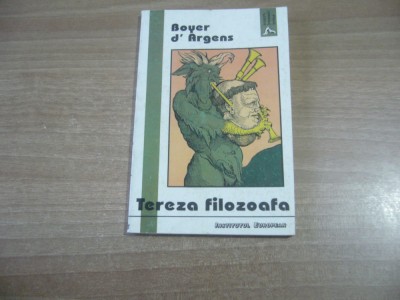 Boyer
d' Argens
Tereza filozoafa
Institutul European